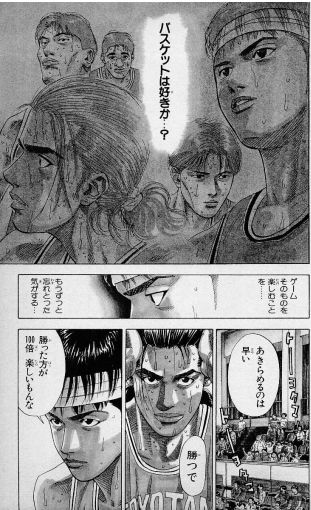 バスケットは好きか…?
ゲーム
そのものを
楽しむこと
を……
もうずっと
忘れとった
気がする…
あきらめるのは
早い
勝つで
勝った方が
100倍 楽しいもんな